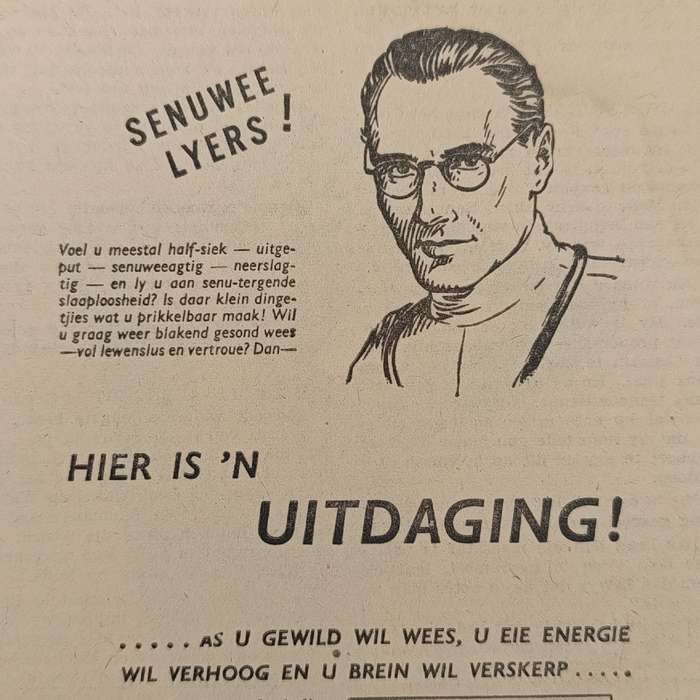 SENUWEE
LYERS!
Voel u meestal half-siek — uitge-
put — senuweeagtig — neerslag-
tig — en ly u aan senu-tergende
slaaploosheid? Is daar klein dinge-
tjies wat u prikkelbaar maak! Wil
u graag weer blakend gesond wees
—vol lewenslus en vertroue? Dan—
HIER IS 'N
UITDAGING!
. . . . . AS U GEWILD WIL WEES, U EIE ENERGIE
WIL VERHOOG EN U BREIN WIL VERSKERP . . . . .